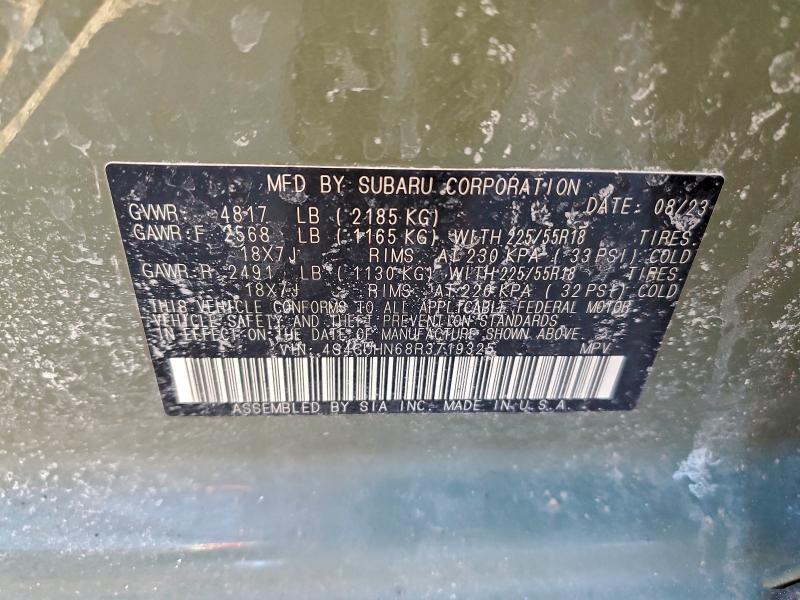 MFD BY SUBARU CORPORATION
GVWR: 4817 LB (2185 KG) DATE: 08/23
GAWR F 2568 LB (1165 KG) WITH 225/55R18 TIRES
18X7J RIMS AT 230 KPA (33 PSI) COLD
GAWR R 2491 LB (1130 KG) WITH 225/55R18 TIRES
18X7J RIMS AT 220 KPA (32 PSI) COLD
THIS VEHICLE CONFORMS TO ALL APPLICABLE FEDERAL MOTOR
VEHICLE SAFETY AND THEFT PREVENTION STANDARDS
IN EFFECT ON THE DATE OF MANUFACTURE SHOWN ABOVE
VIN: 4S4GUHN68R3719325 MPV
ASSEMBLED BY SIA INC. MADE IN U.S.A.